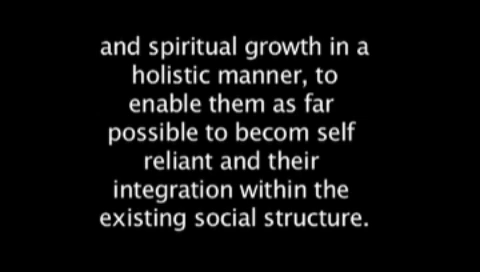 and spiritual growth in a
holistic manner, to
enable them as far
possible to becom self
reliant and their
integration within the
existing social structure.